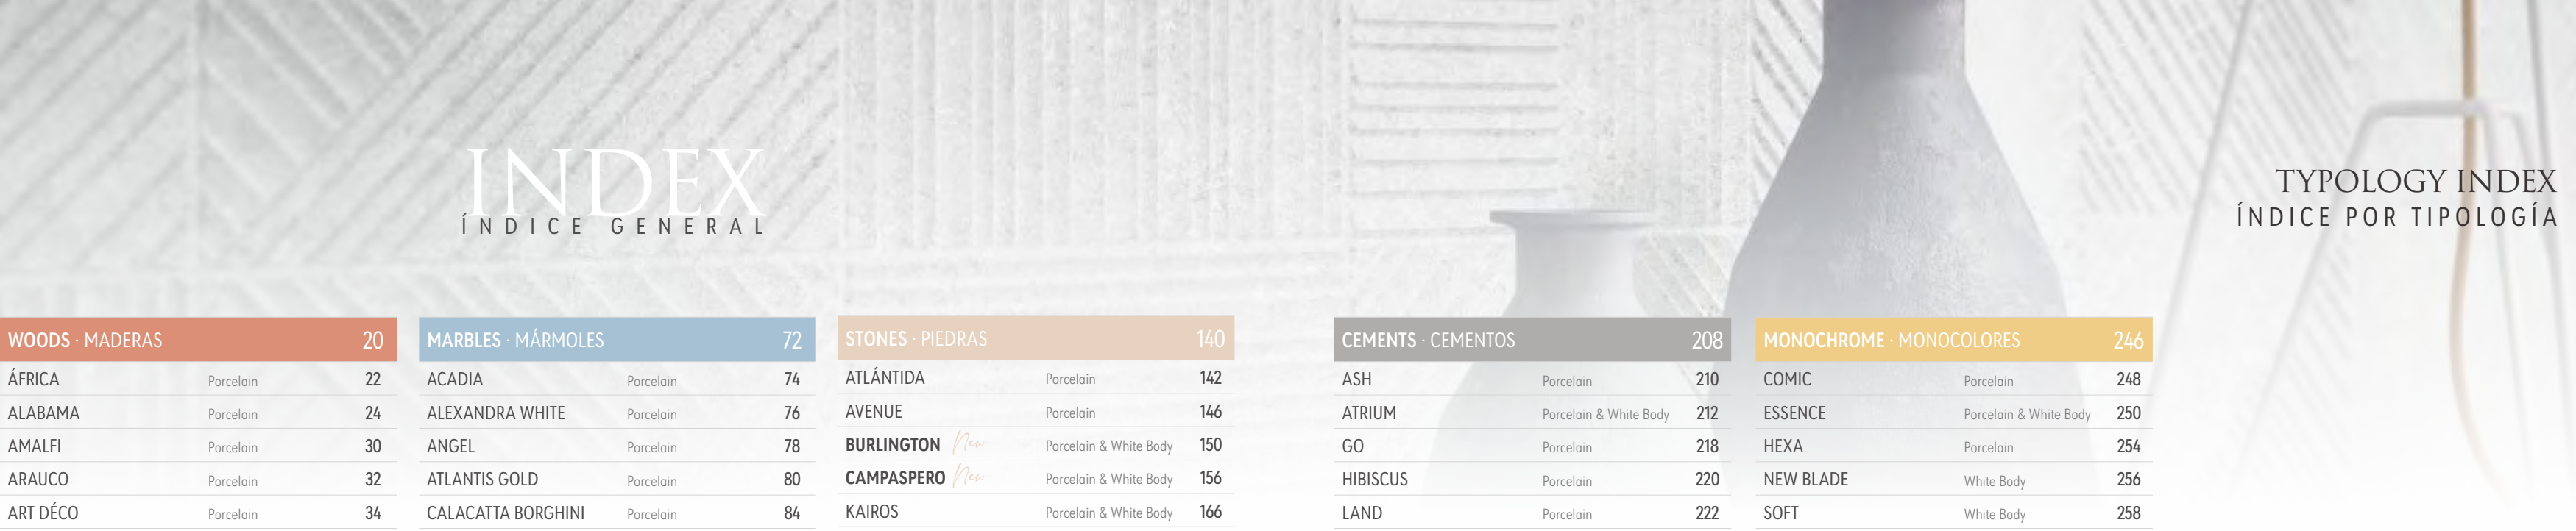 INDEX
ÍNDICE GENERAL
TYPOLOGY INDEX
ÍNDICE POR TIPOLOGÍA
WOODS · MADERAS 20
ÁFRICA Porcelain 22
ALABAMA Porcelain 24
AMALFI Porcelain 30
ARAUCO Porcelain 32
ART DÉCO Porcelain 34
MARBLES · MÁRMOLES 72
ACADIA Porcelain 74
ALEXANDRA WHITE Porcelain 76
ANGEL Porcelain 78
ATLANTIS GOLD Porcelain 80
CALACATTA BORGHINI Porcelain 84
STONES · PIEDRAS 140
ATLÁNTIDA Porcelain 142
AVENUE Porcelain 146
BURLINGTON New Porcelain & White Body 150
CAMPASPERO New Porcelain & White Body 156
KAIROS Porcelain & White Body 166
CEMENTS · CEMENTOS 208
ASH Porcelain 210
ATRIUM Porcelain & White Body 212
GO Porcelain 218
HIBISCUS Porcelain 220
LAND Porcelain 222
MONOCHROME · MONOCOLORES 246
COMIC Porcelain 248
ESSENCE Porcelain & White Body 250
HEXA Porcelain 254
NEW BLADE White Body 256
SOFT White Body 258